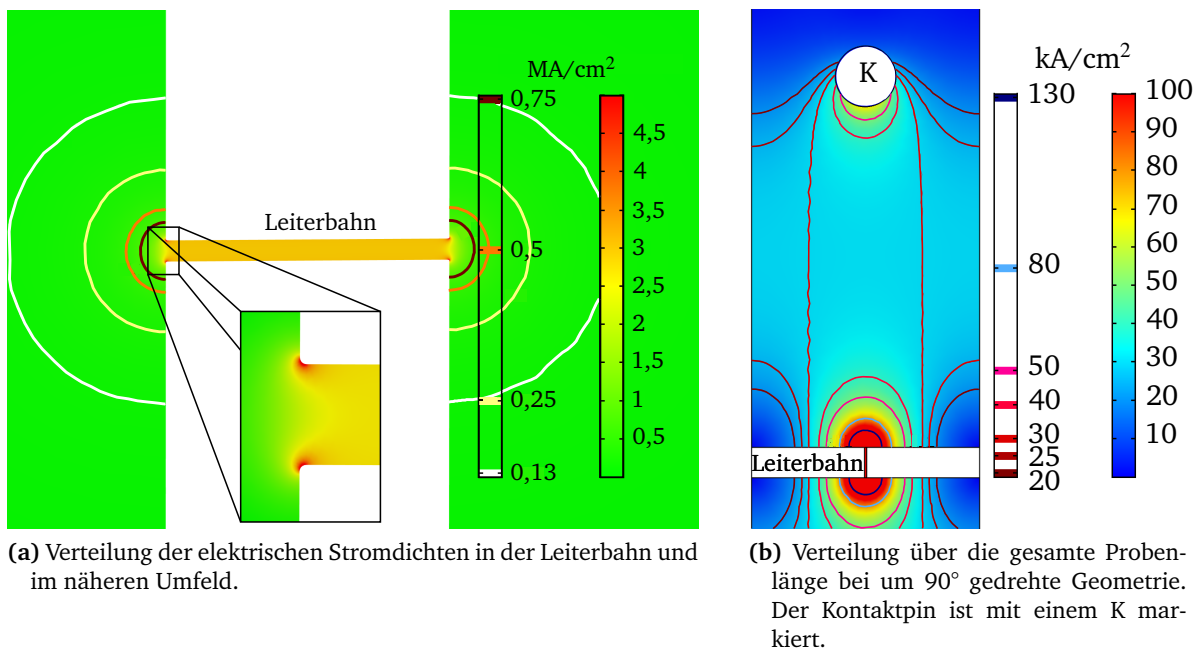 MA/cm²
0,75
0,5
0,25
0,13
4,5
4
3,5
3
2,5
2
1,5
1
0,5
Leiterbahn
(a) Verteilung der elektrischen Stromdichten in der Leiterbahn und
im näheren Umfeld.
K
Leiterbahn
kA/cm²
130
80
50
40
30
25
20
100
90
80
70
60
50
40
30
20
10
(b) Verteilung über die gesamte Proben-
länge bei um 90° gedrehte Geometrie.
Der Kontaktpin ist mit einem K mar-
kiert.